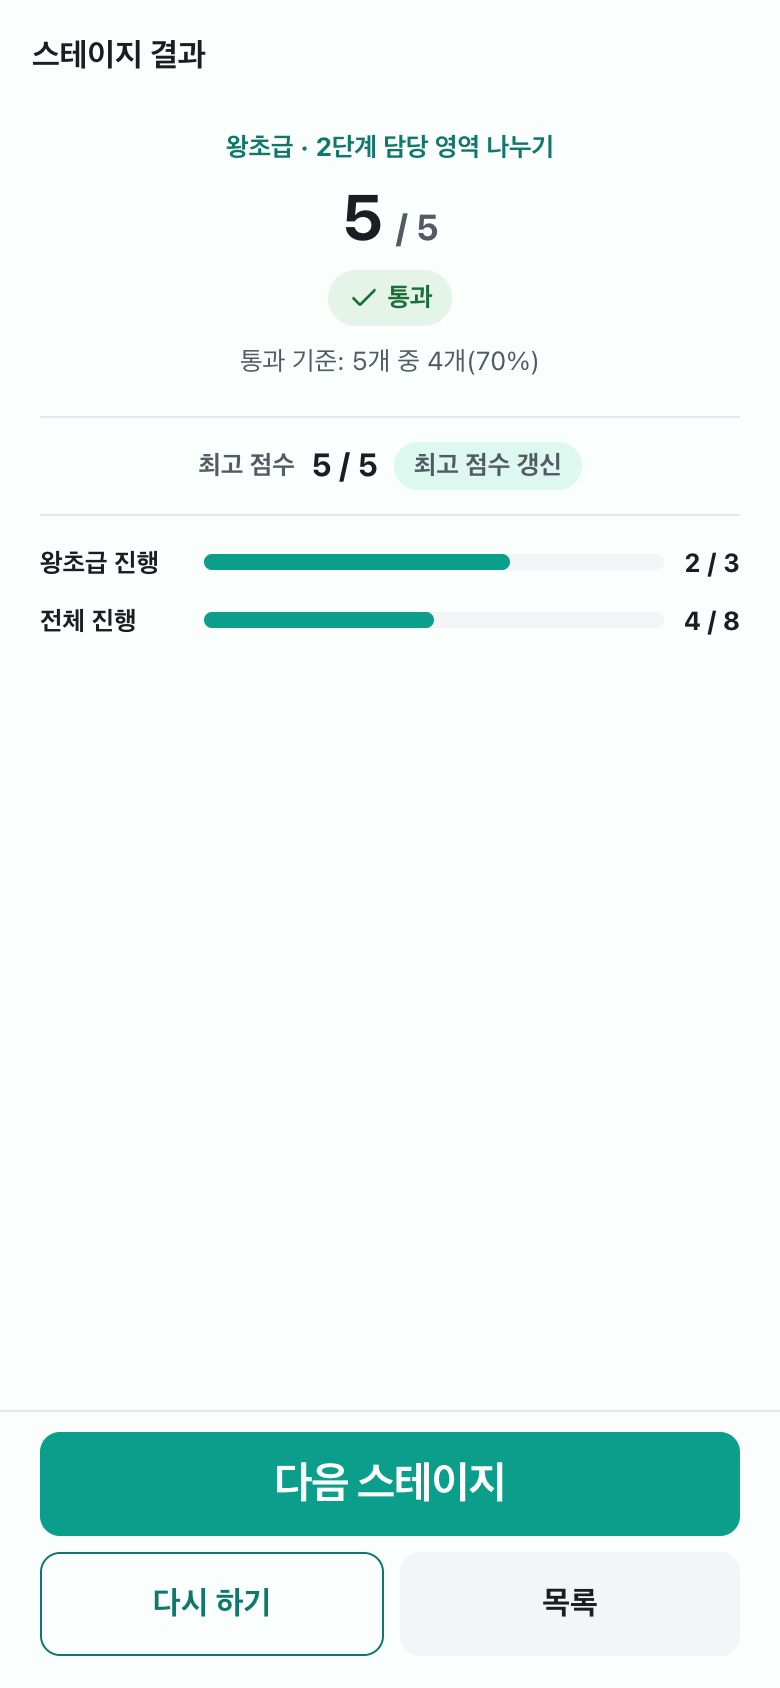 스테이지 결과
왕초급 · 2단계 담당 영역 나누기
5 / 5
통과
통과 기준: 5개 중 4개(70%)
최고 점수 5 / 5 최고 점수 갱신
왕초급 진행 2 / 3
전체 진행 4 / 8
다음 스테이지
다시 하기 목록